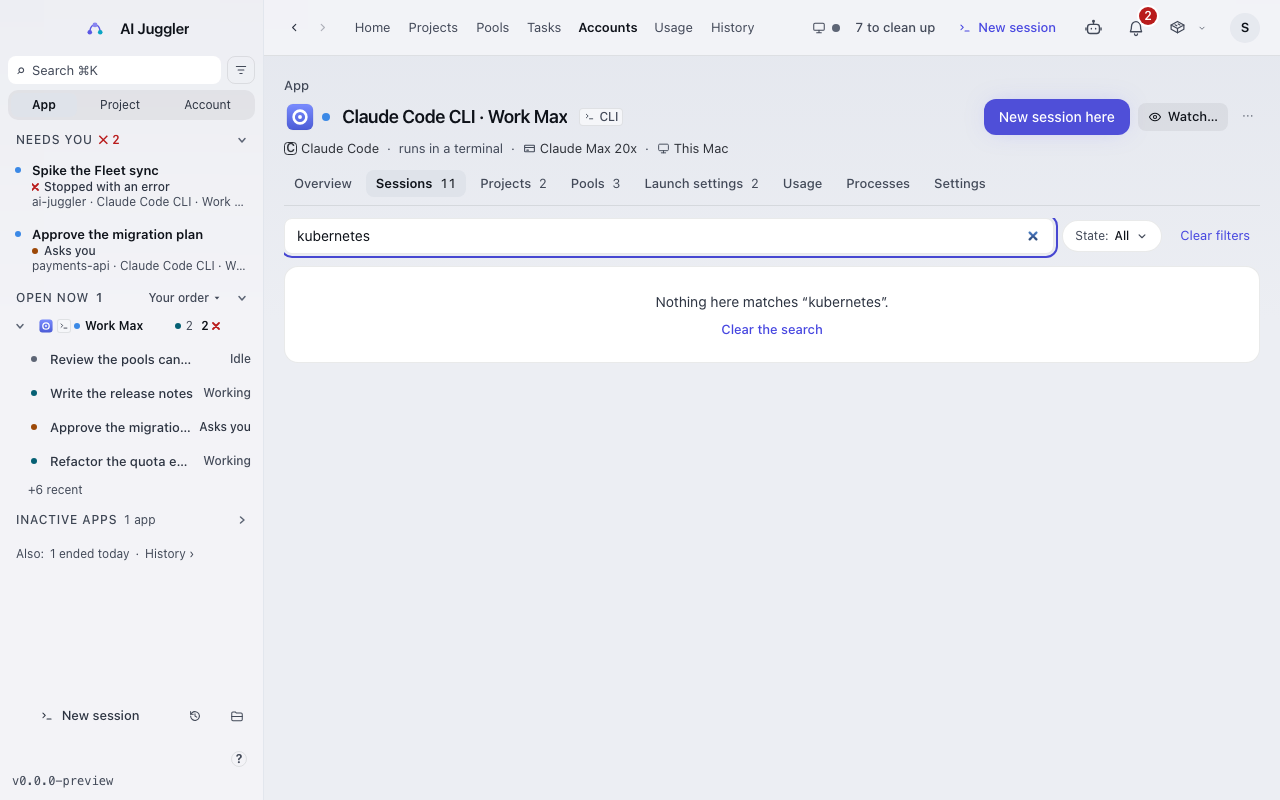 AI Juggler
Search ⌘K
App Project Account
NEEDS YOU 2
Spike the Fleet sync
Stopped with an error
ai-juggler · Claude Code CLI · Work ...
Approve the migration plan
Asks you
payments-api · Claude Code CLI · W...
OPEN NOW 1 Your order
Work Max 2 2
Review the pools can... Idle
Write the release notes Working
Approve the migratio... Asks you
Refactor the quota e... Working
+6 recent
INACTIVE APPS 1 app
Also: 1 ended today · History ›
New session
?
v0.0.0-preview
Home Projects Pools Tasks Accounts Usage History 7 to clean up New session 2 S
App
Claude Code CLI · Work Max CLI New session here Watch... ···
Claude Code · runs in a terminal · Claude Max 20x · This Mac
Overview Sessions 11 Projects 2 Pools 3 Launch settings 2 Usage Processes Settings
kubernetes State: All Clear filters
Nothing here matches “kubernetes”.
Clear the search